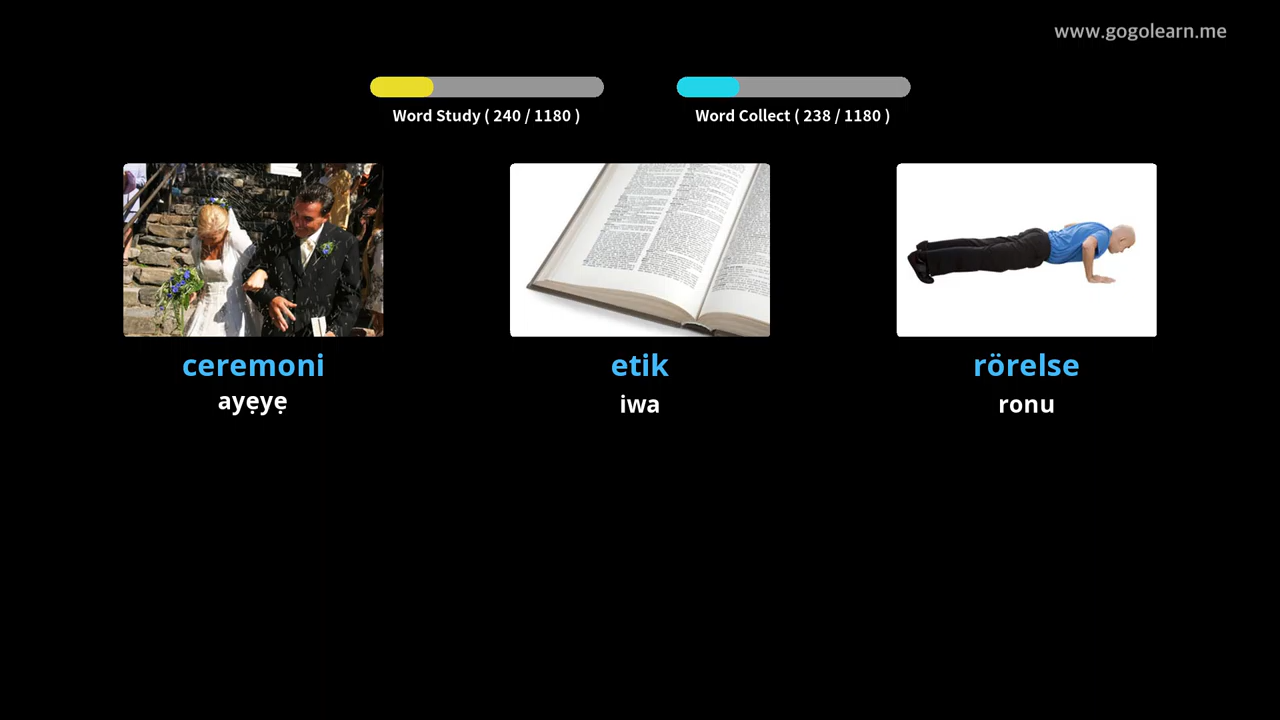 www.gogolearn.me
Word Study ( 240 / 1180 )
Word Collect ( 238 / 1180 )
ceremoni
ayẹyẹ
etik
iwa
rörelse
ronu